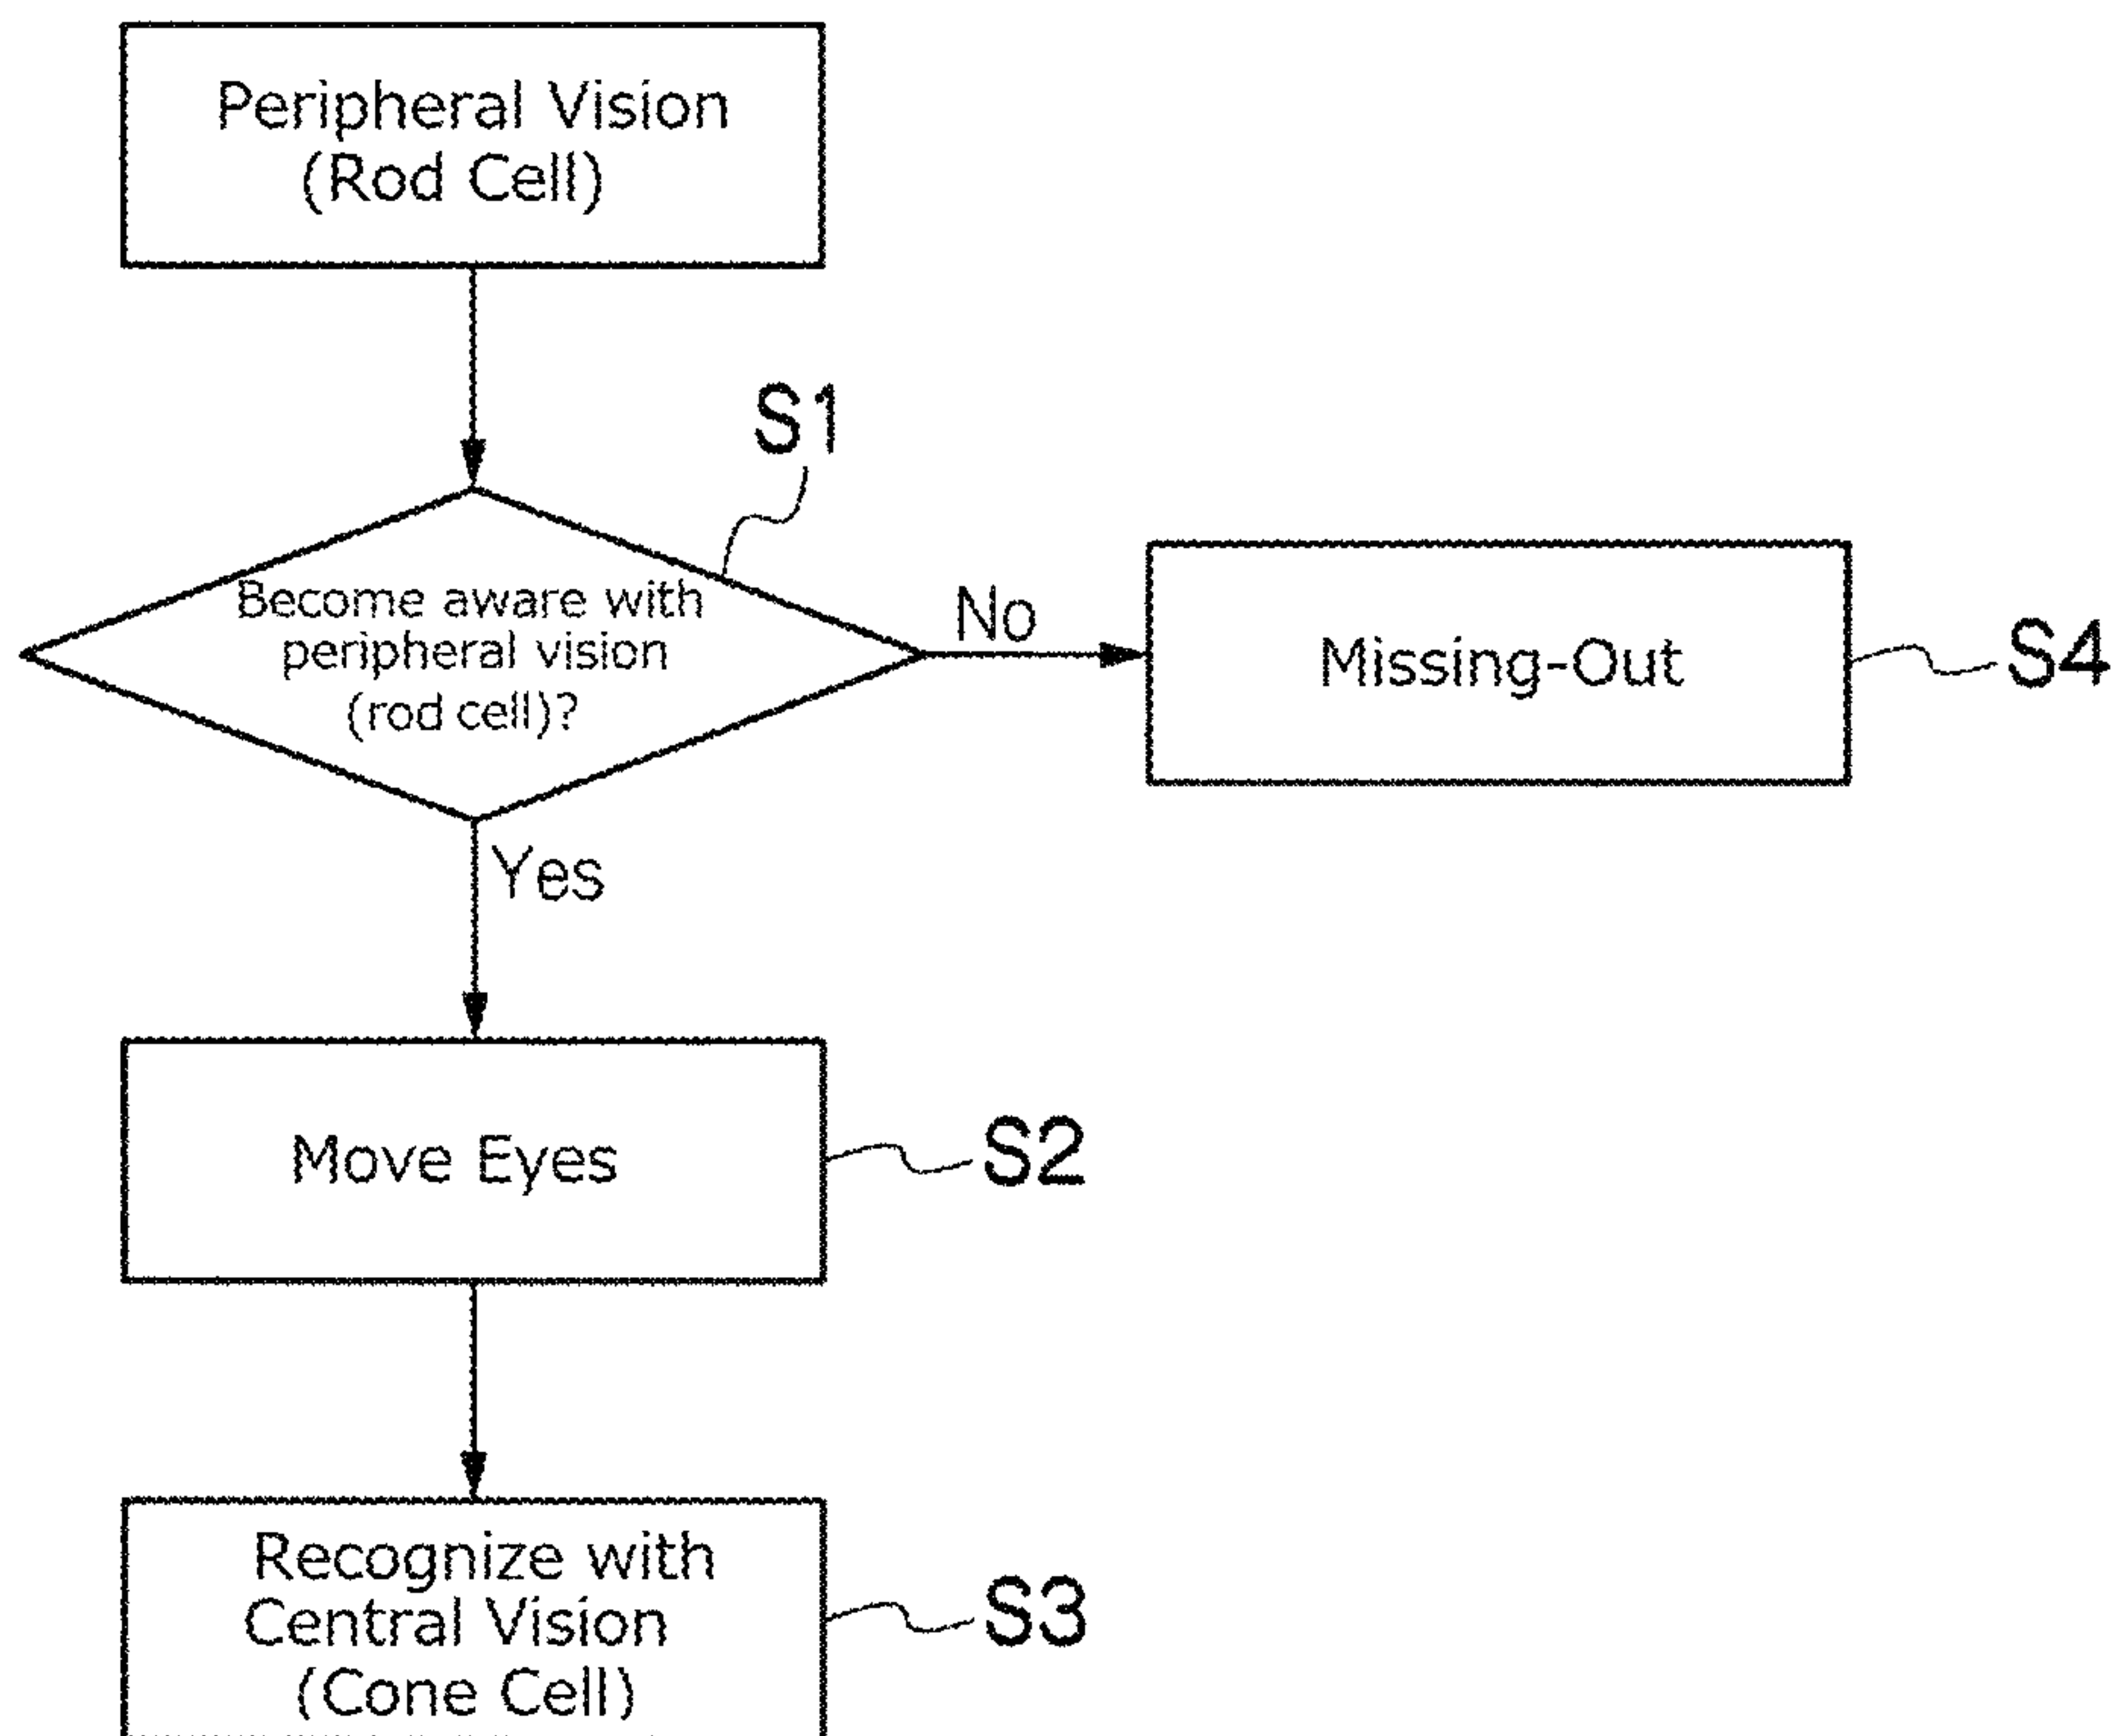 Peripheral Vision
(Rod Cell)
S1
Become aware with
peripheral vision
(rod cell)?
No
Missing-Out
S4
Yes
Move Eyes
S2
Recognize with
Central Vision
(Cone Cell)
S3